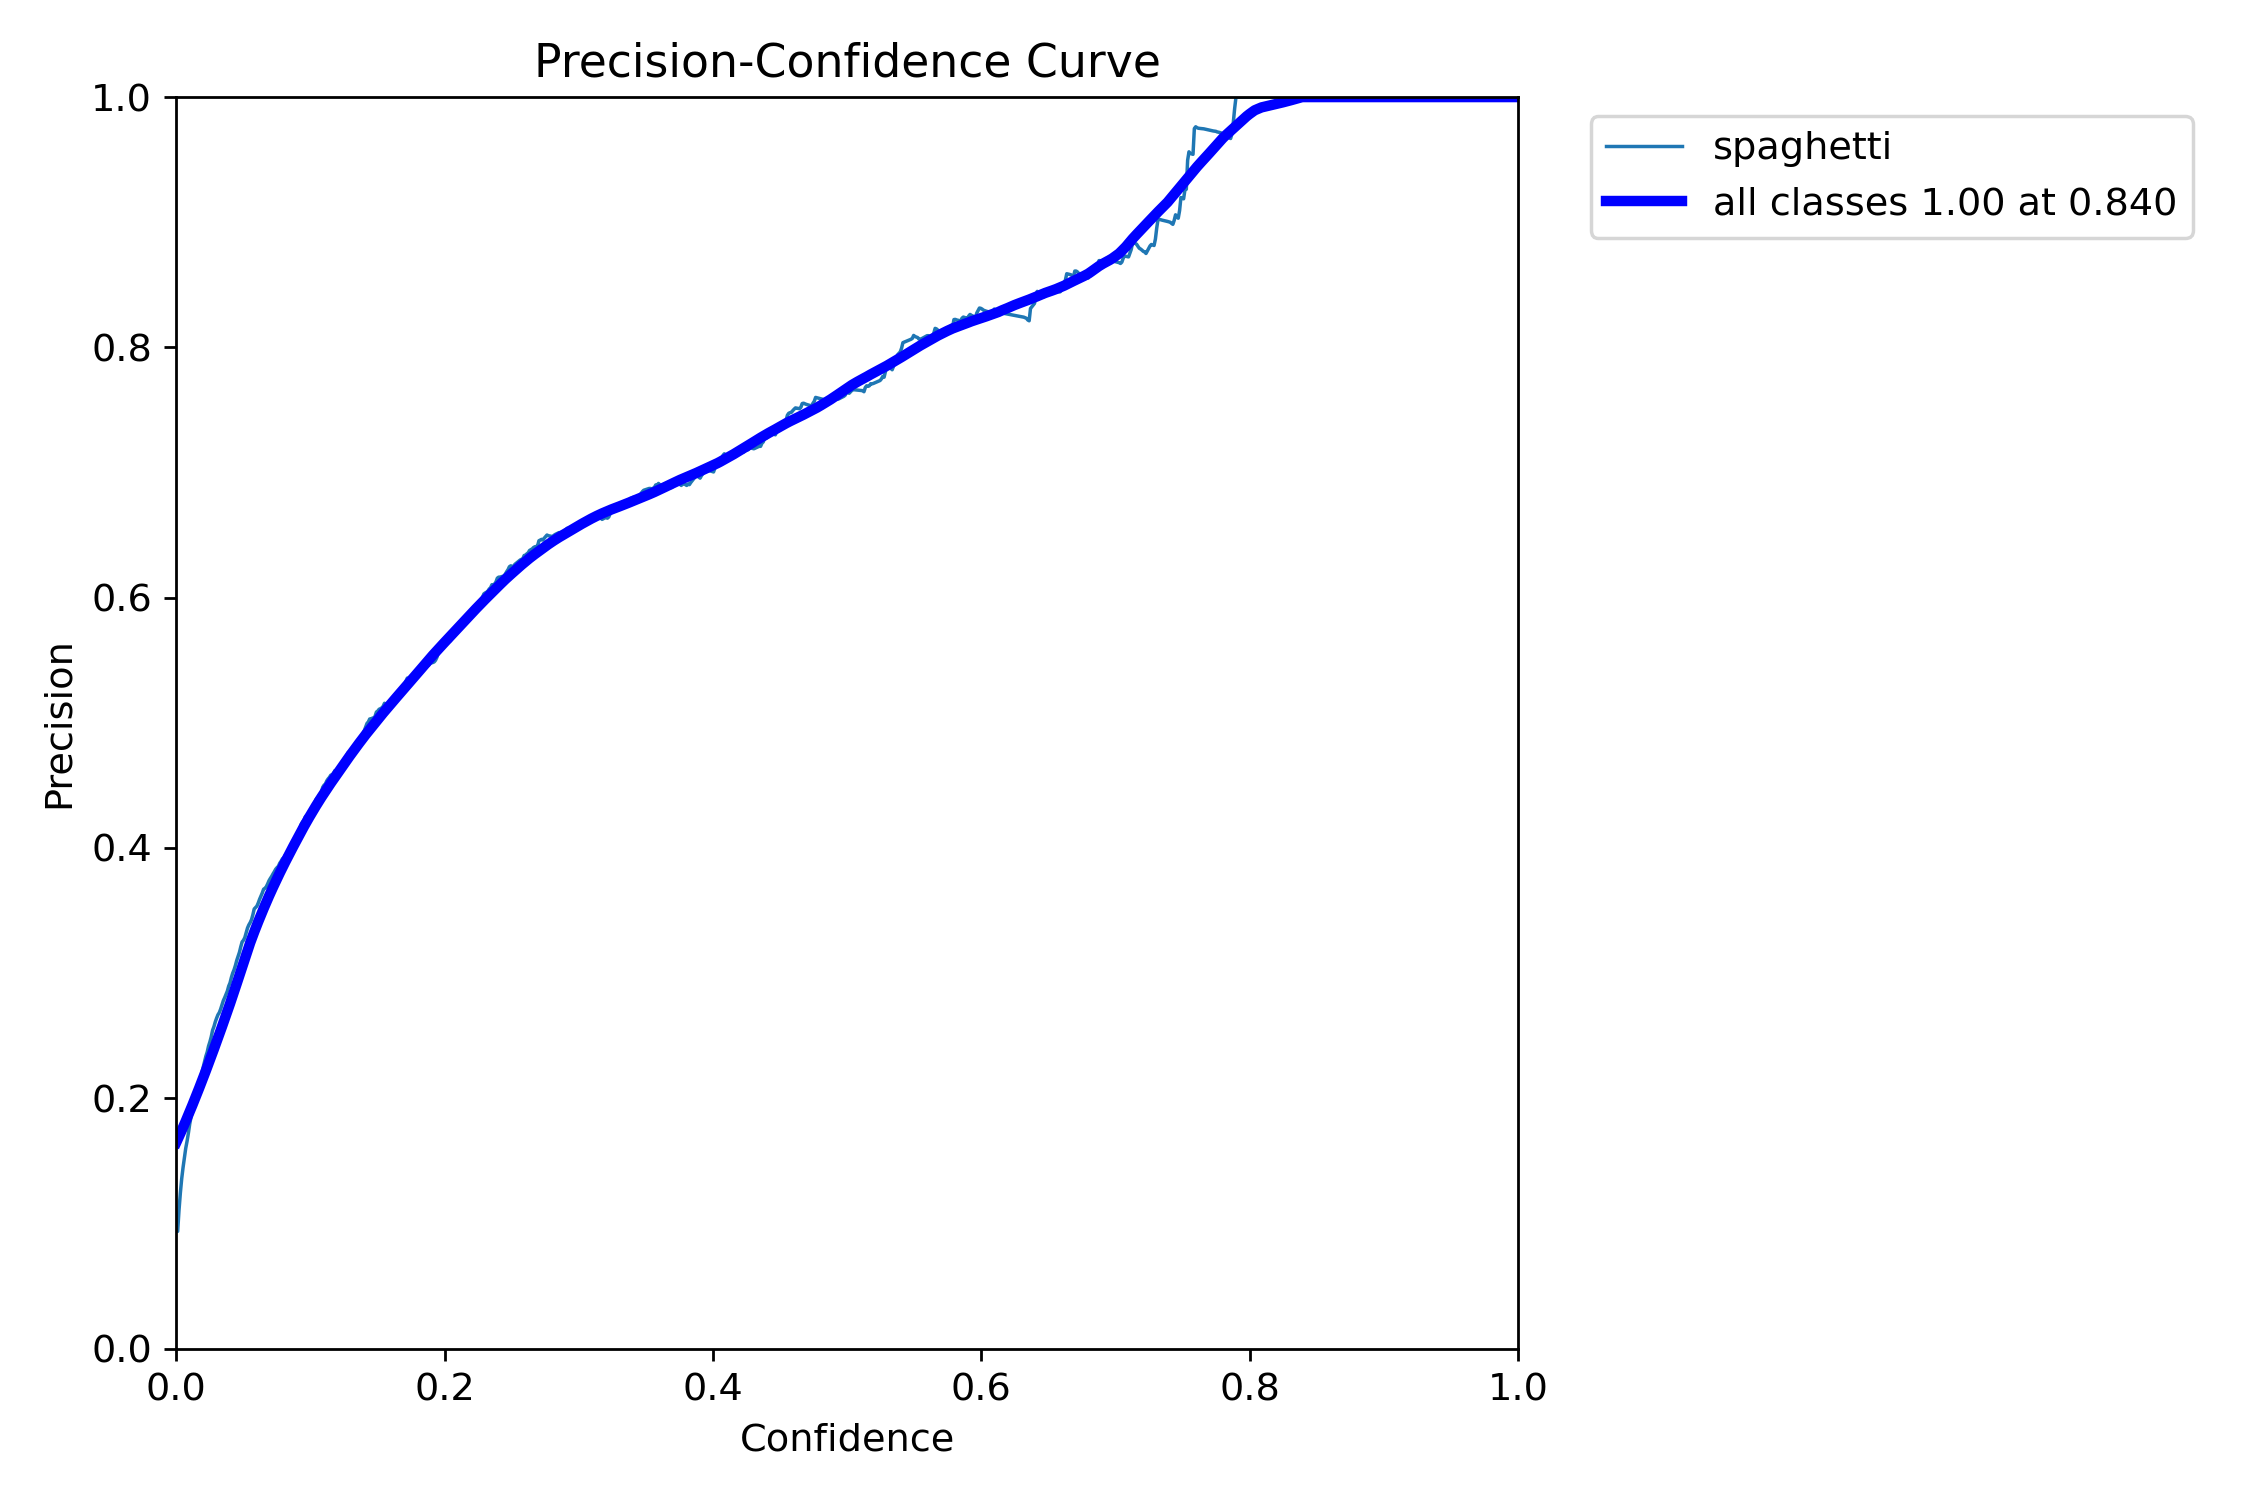 Precision-Confidence Curve
1.0
0.8
0.6
0.4
0.2
0.0
Precision
0.0 0.2 0.4 0.6 0.8 1.0
Confidence
spaghetti
all classes 1.00 at 0.840